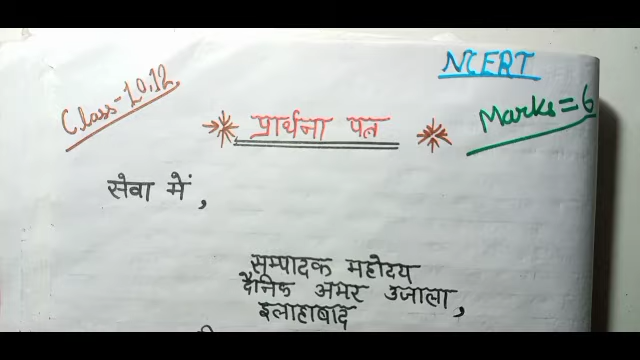 NCERT
Class-10,12
Marks=6
प्रार्थना पत्र
सेवा में,
सम्पादक महोदय
दैनिक अमर उजाला,
इलाहाबाद